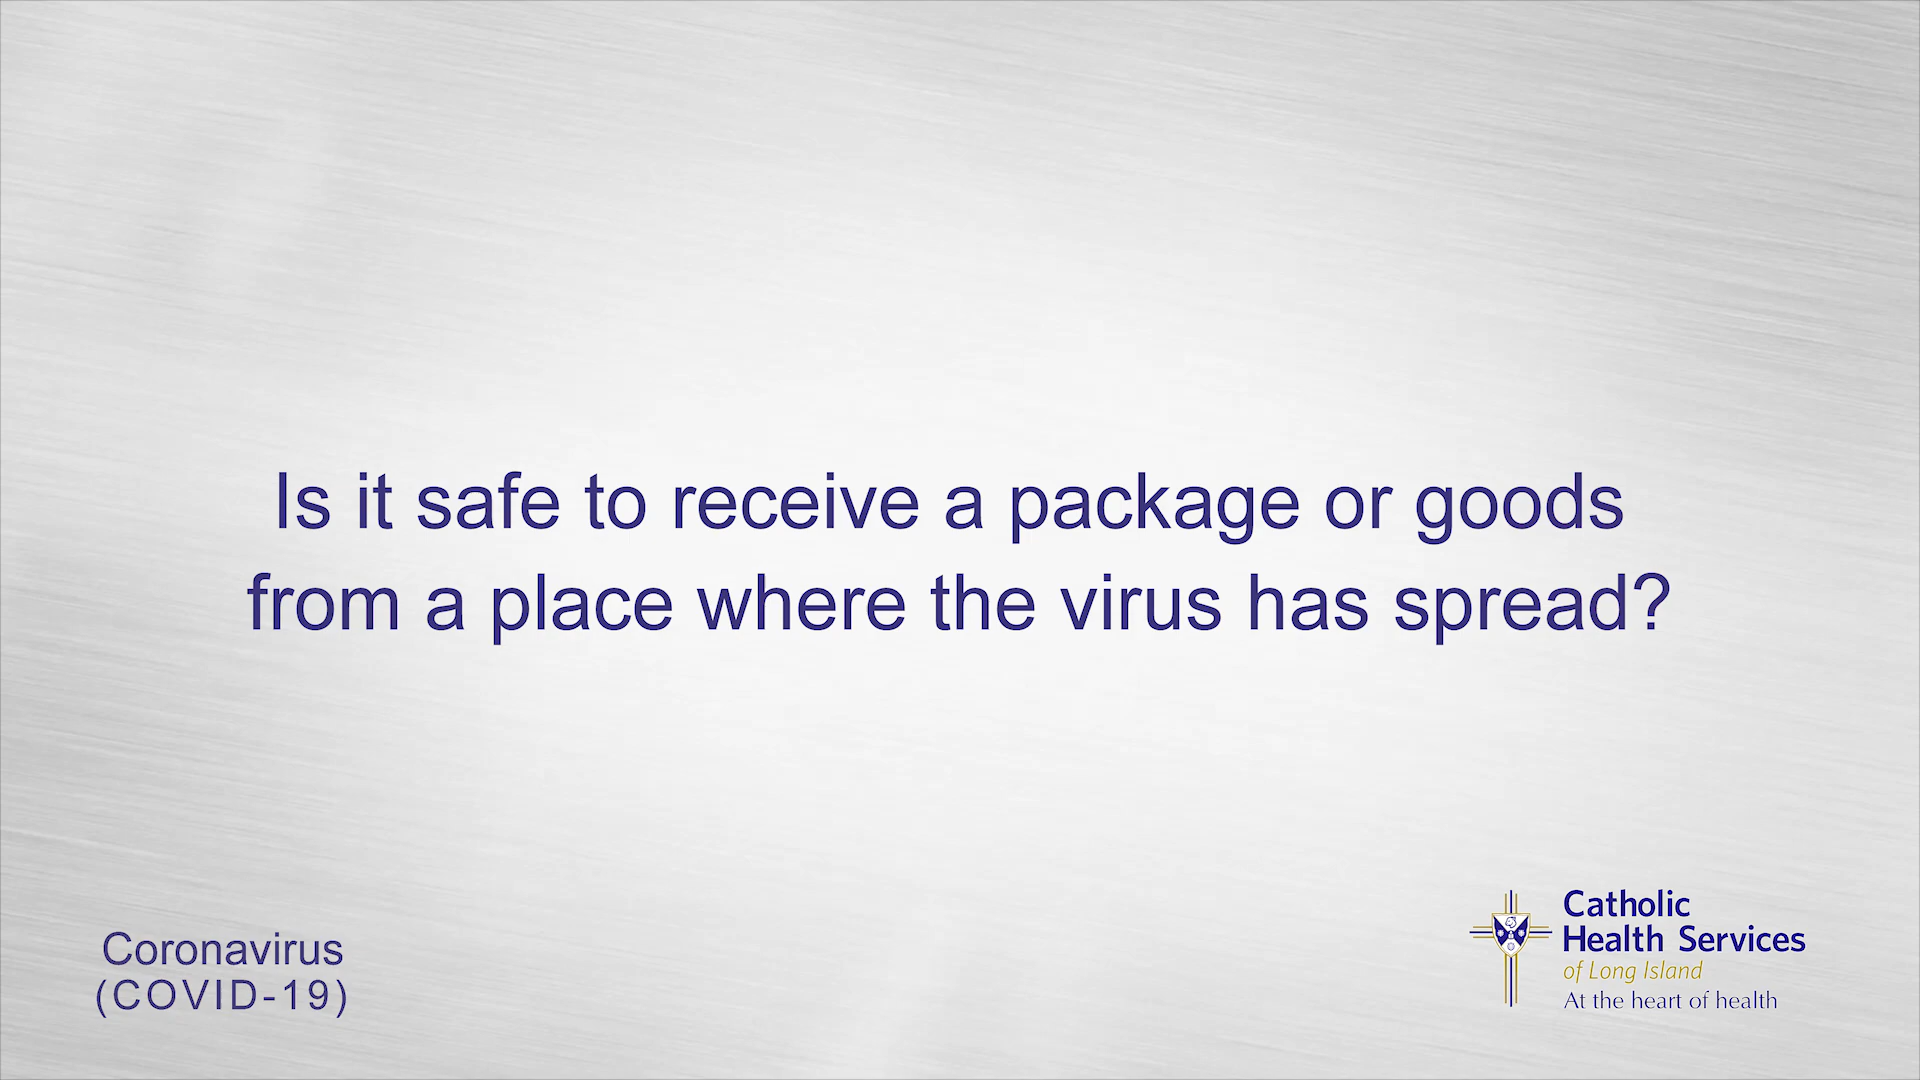 Is it safe to receive a package or goods
from a place where the virus has spread?
Coronavirus
(COVID-19)
Catholic
Health Services
of Long Island
At the heart of health